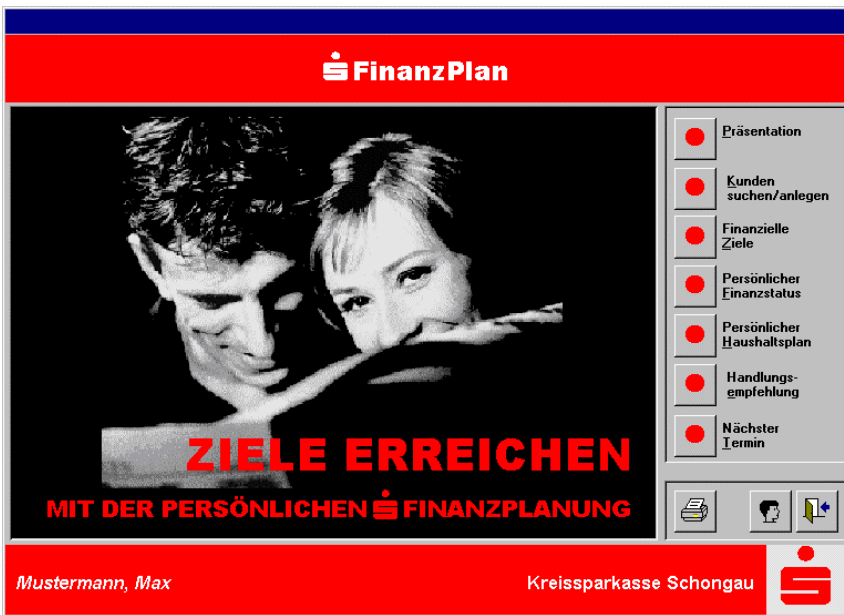 FinanzPlan
Präsentation
Kunden
suchen/anlegen
Finanzielle
Ziele
Persönlicher
Finanzstatus
Persönlicher
Haushaltsplan
Handlungs-
empfehlung
Nächster
Termin
ZIELE ERREICHEN
MIT DER PERSÖNLICHEN S FINANZPLANUNG
Mustermann, Max
Kreissparkasse Schongau